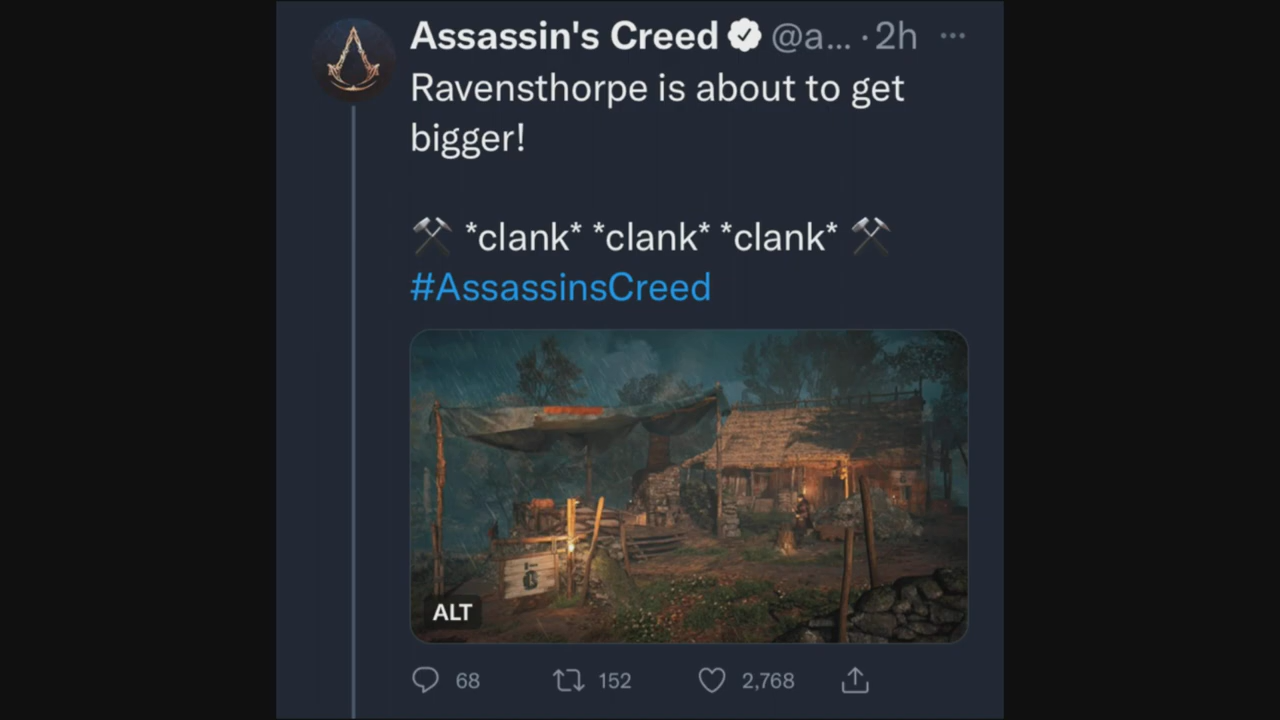 Assassin's Creed @a... · 2h ···
Ravensthorpe is about to get
bigger!
⚒ *clank* *clank* *clank* ⚒
#AssassinsCreed
ALT
68 152 2,768